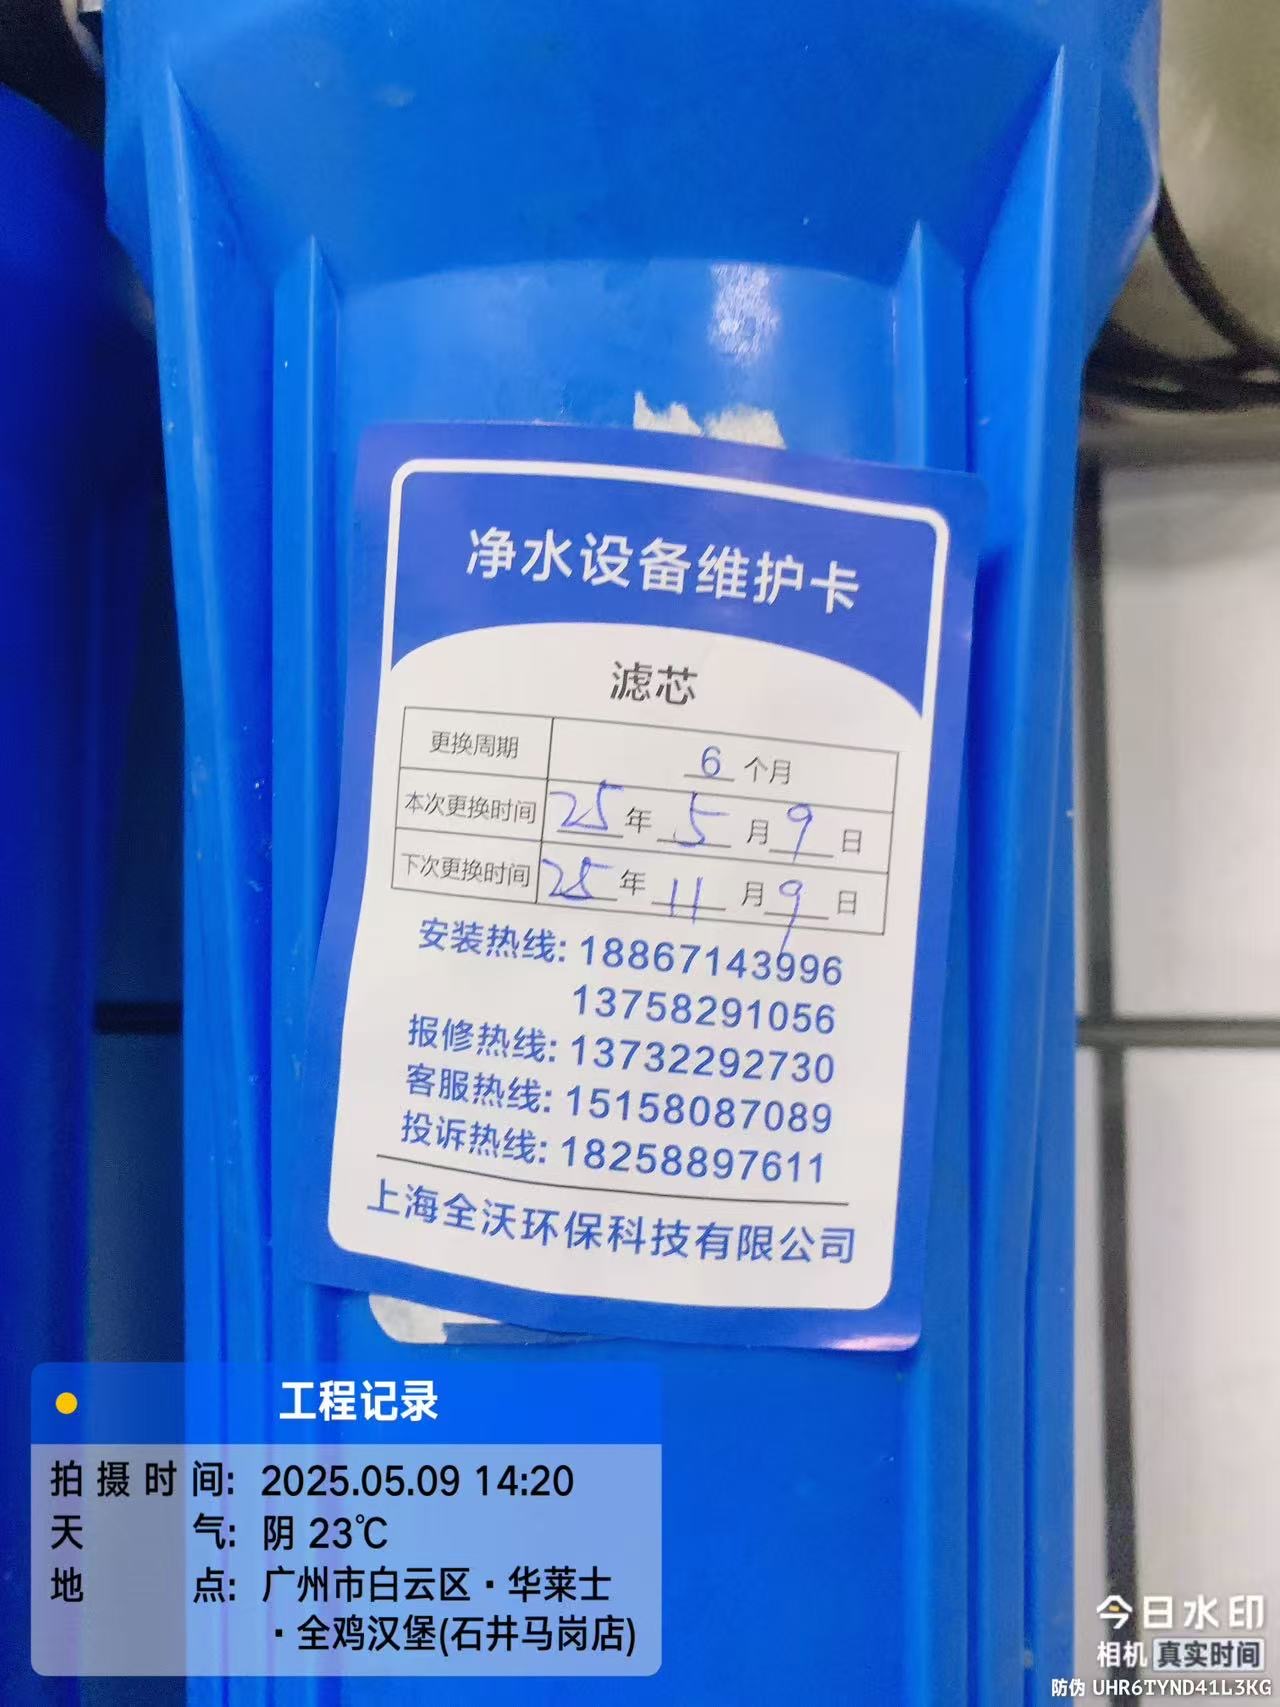 净水设备维护卡
滤芯
更换周期 6 个月
本次更换时间 25 年 5 月 9 日
下次更换时间 25 年 11 月 9 日
安装热线: 18867143996
13758291056
报修热线: 13732292730
客服热线: 15158087089
投诉热线: 18258897611
上海全沃环保科技有限公司
工程记录
拍摄时间: 2025.05.09 14:20
天气: 阴 23℃
地点: 广州市白云区·华莱士
·全鸡汉堡(石井马岗店)
今日水印
相机 真实时间
防伪 UHR6TYND41L3KG